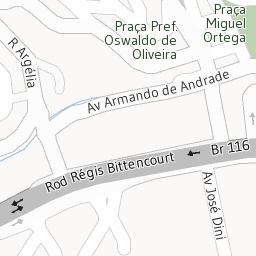 Praça
Miguel
Ortega
Praça Pref.
Oswaldo de
Oliveira
R Argélia
Av Armando de Andrade
Br 116
Rod Régis Bittencourt
Av José Dini